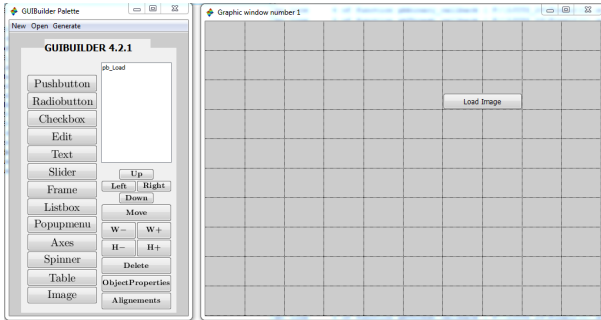 GUIBuilder Palette
New Open Generate
GUIBUILDER 4.2.1
pb_Load
Pushbutton
Radiobutton
Checkbox
Edit
Text
Slider
Frame
Listbox
Popupmenu
Axes
Spinner
Table
Image
Up
Left Right
Down
Move
W− W+
H− H+
Delete
ObjectProperties
Alignements
Graphic window number 1
Load Image